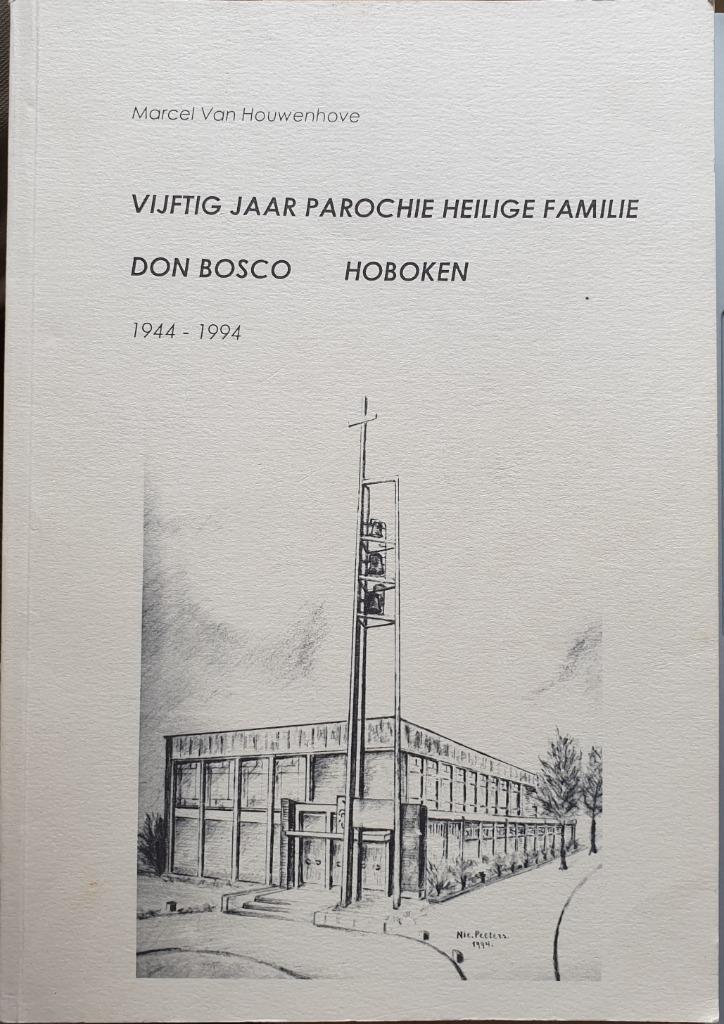 Marcel Van Houwenhove
VIJFTIG JAAR PAROCHIE HEILIGE FAMILIE
DON BOSCO HOBOKEN
1944 - 1994
Nic. Peeters.
1994.